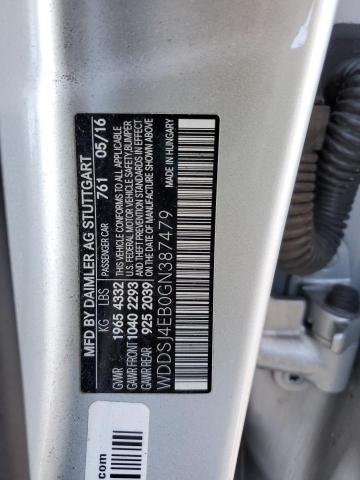 MFD BY DAIMLER AG STUTTGART
PASSENGER CAR 761 05/16
KG LBS
GVWR 1965 4332
GAWR FRONT 1040 2293
GAWR REAR 925 2039
THIS VEHICLE CONFORMS TO ALL APPLICABLE
U.S. FEDERAL MOTOR VEHICLE SAFETY BUMPER
AND THEFT PREVENTION STANDARDS IN EFFECT
ON THE DATE OF MANUFACTURE SHOWN ABOVE.
MADE IN HUNGARY
WDDSJ4EB0GN387479
.com